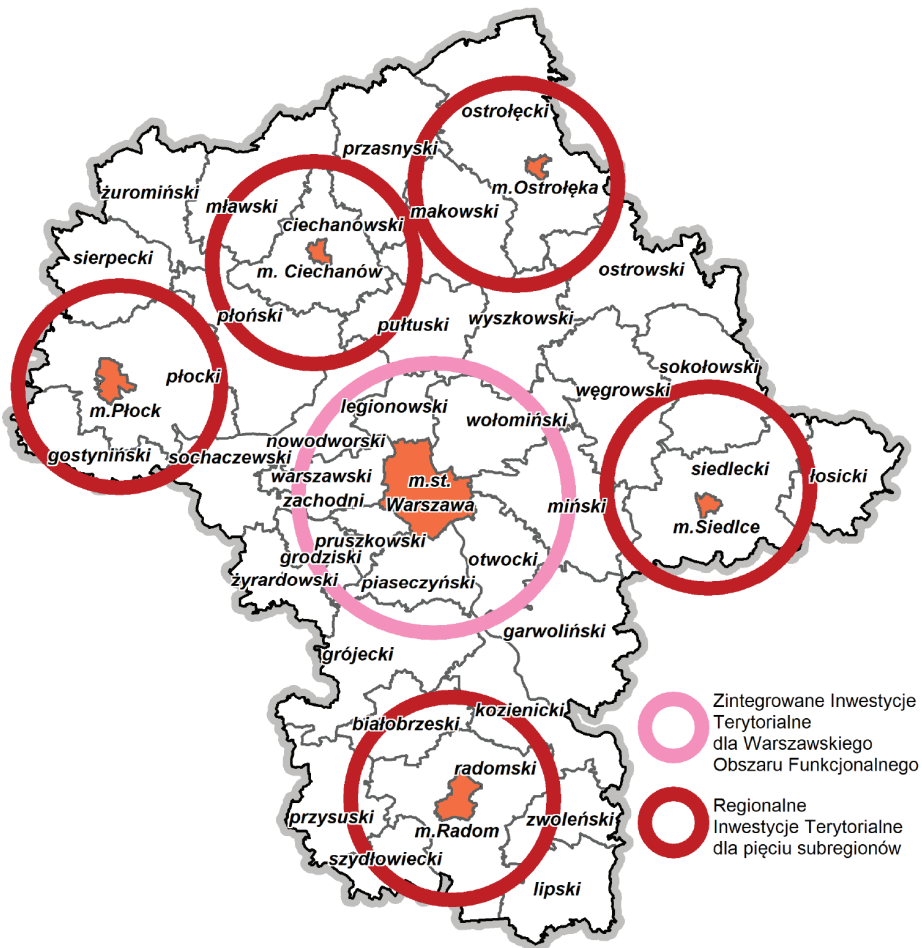 ostrołęcki
przasnyski
m.Ostrołęka
żuromiński
mławski
makowski
ciechanowski
sierpecki
m. Ciechanów
ostrowski
płoński
pułtuski
wyszkowski
sokołowski
płocki
węgrowski
m.Płock
legionowski
wołomiński
nowodworski
gostyniński
sochaczewski
siedlecki
warszawski
zachodni
m.st.
Warszawa
łosicki
miński
m.Siedlce
pruszkowski
grodziski
otwocki
żyrardowski
piaseczyński
garwoliński
grójecki
kozienicki
białobrzeski
radomski
przysuski
m.Radom
zwoleński
szydłowiecki
lipski
Zintegrowane Inwestycje
Terytorialne
dla Warszawskiego
Obszaru Funkcjonalnego
Regionalne
Inwestycje Terytorialne
dla pięciu subregionów